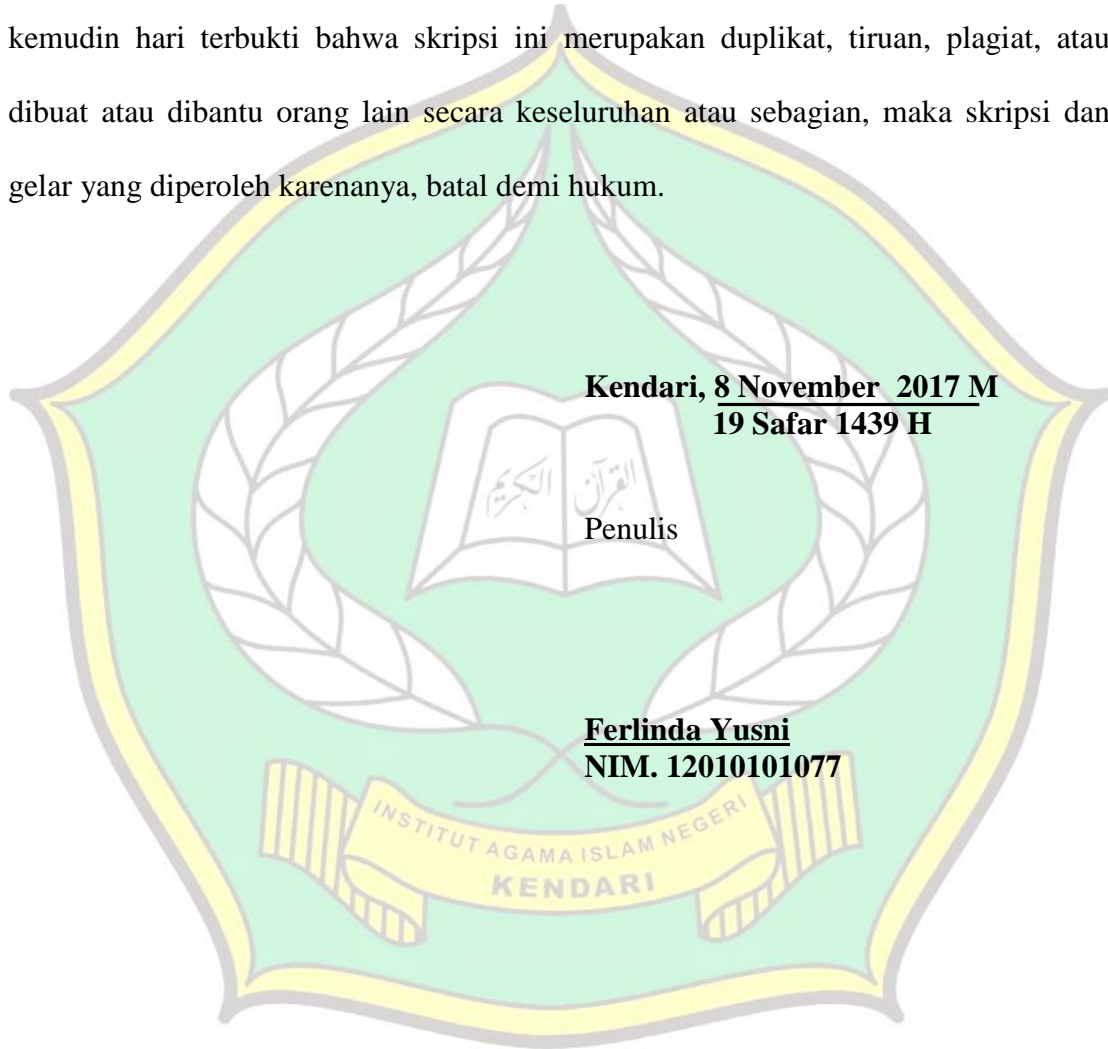 kemudin hari terbukti bahwa skripsi ini merupakan duplikat, tiruan, plagiat, atau
dibuat atau dibantu orang lain secara keseluruhan atau sebagian, maka skripsi dan
gelar yang diperoleh karenanya, batal demi hukum.
Kendari, 8 November 2017 M
19 Safar 1439 H
القرآن الكريم
Penulis
Ferlinda Yusni
NIM. 12010101077
INSTITUT AGAMA ISLAM NEGERI
KENDARI